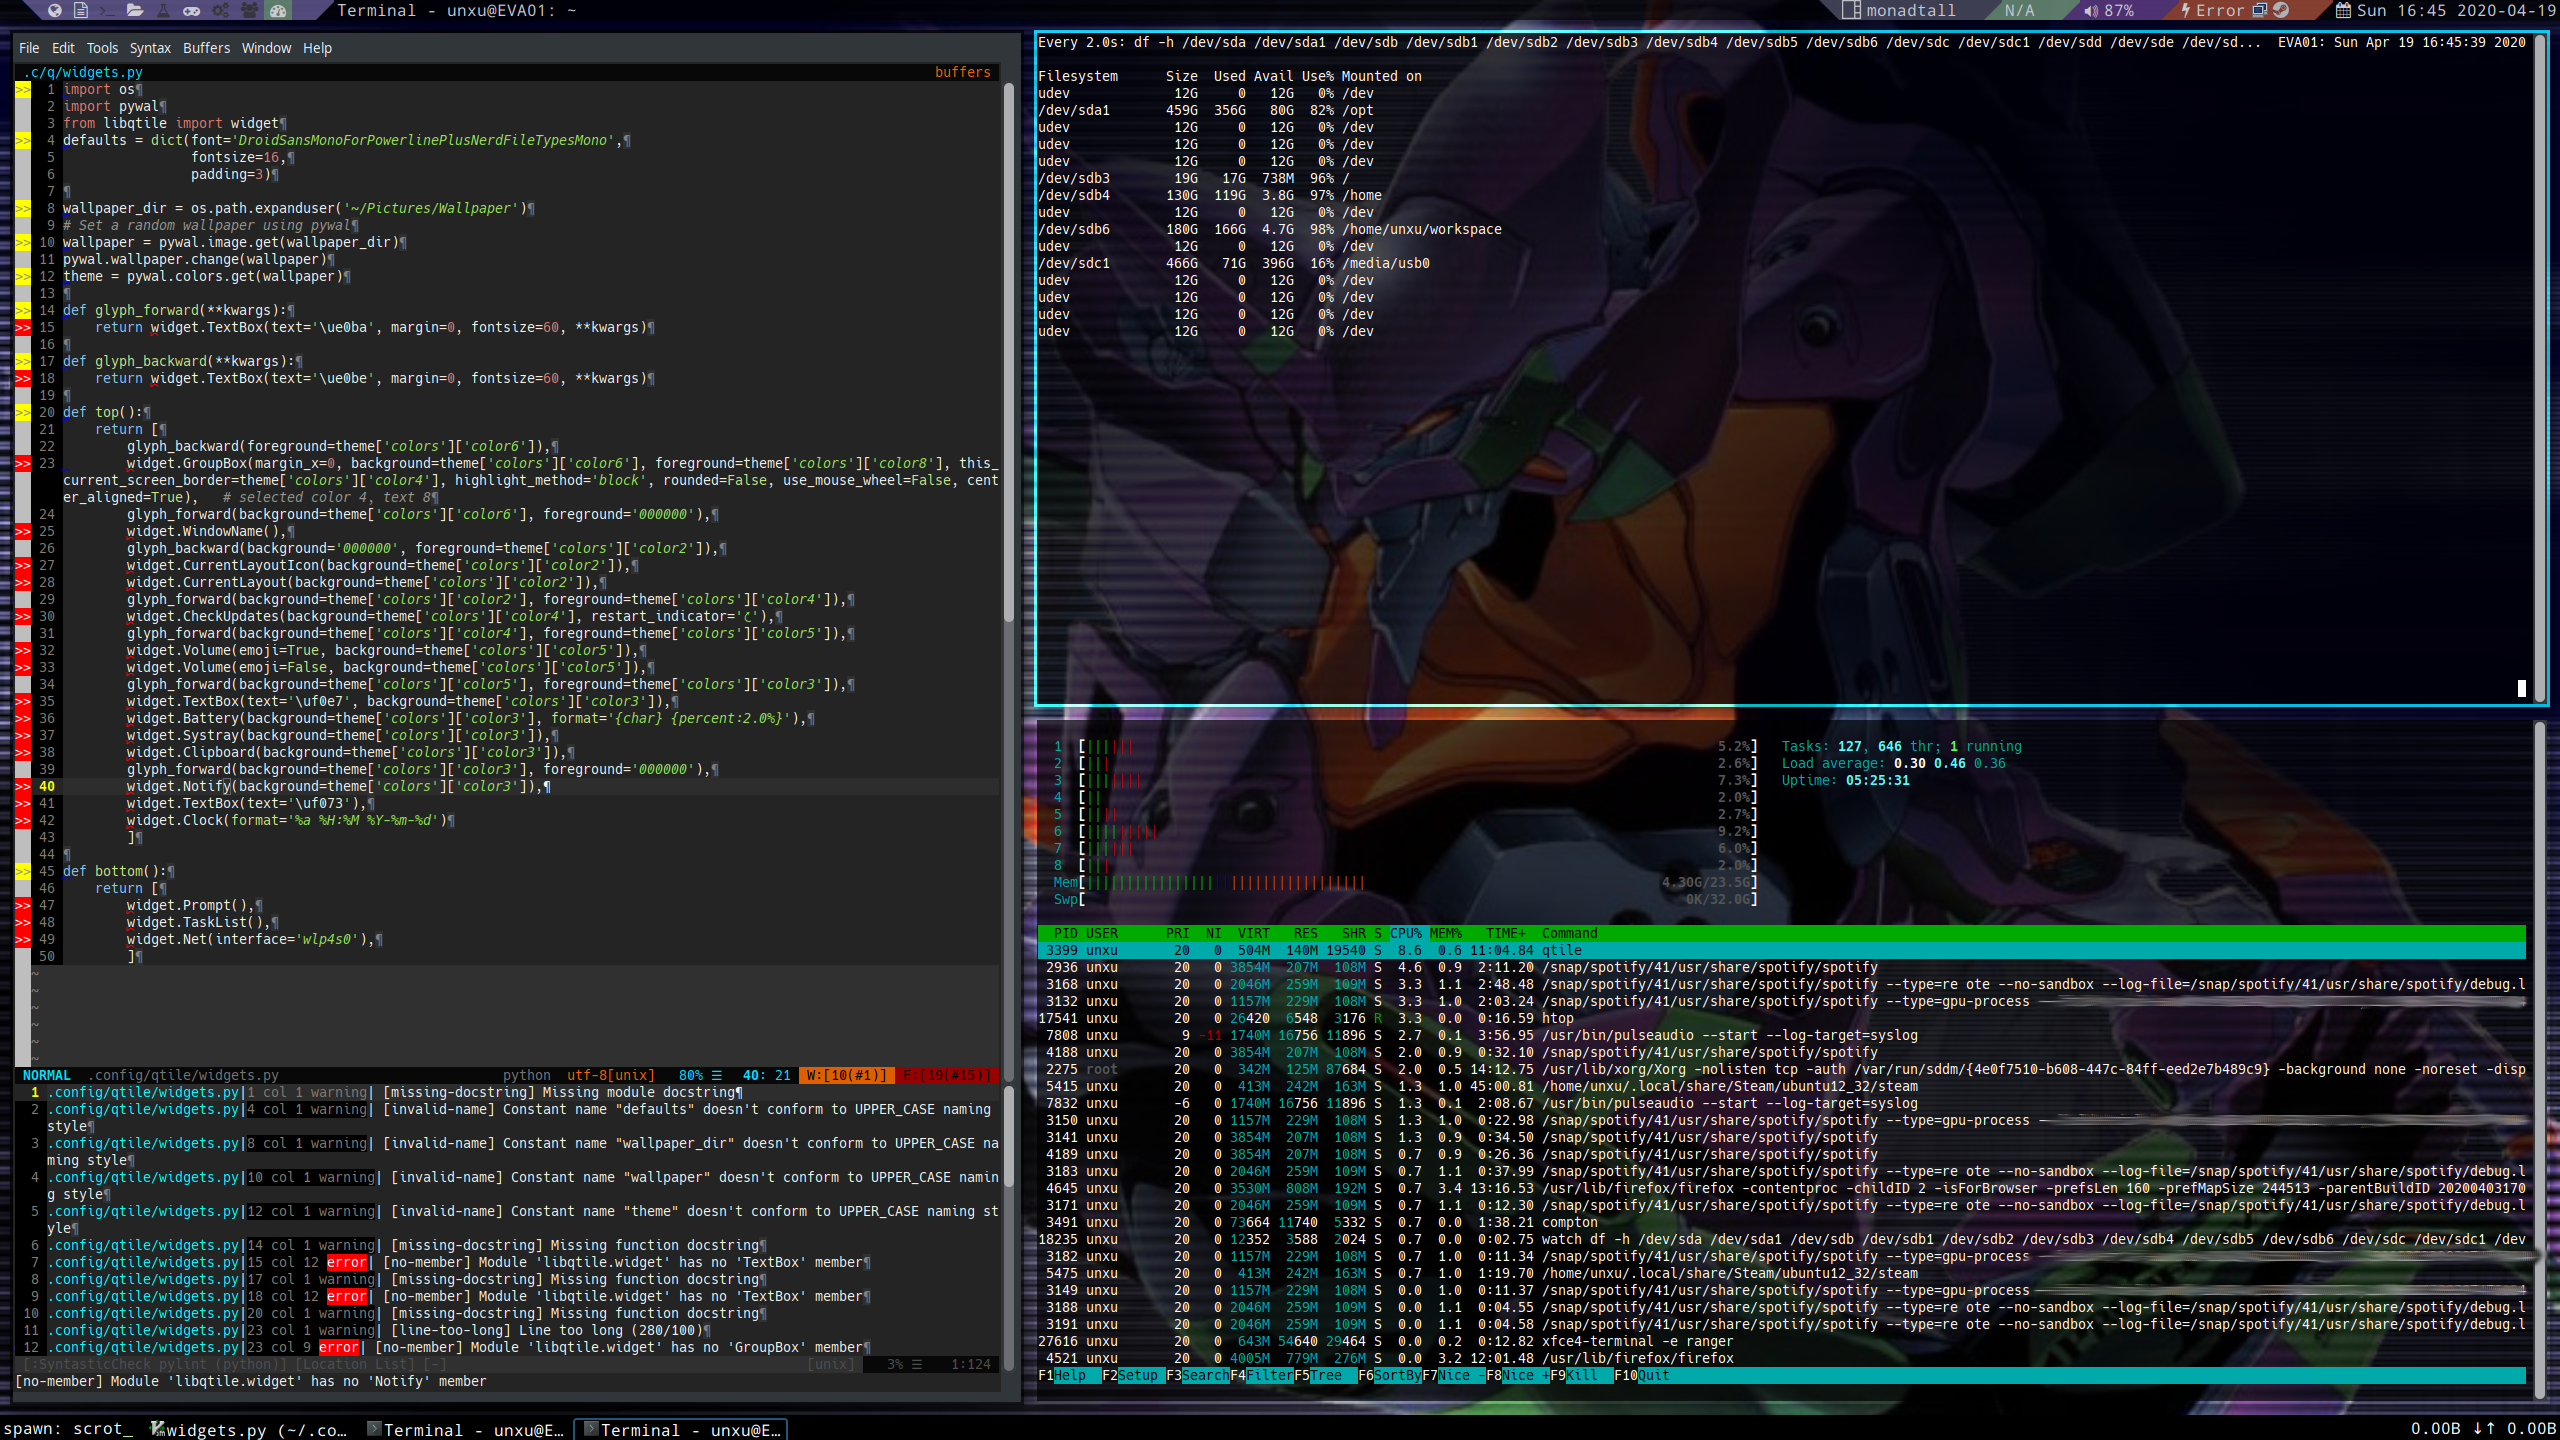 Terminal - unxu@EVA01: ~
monadtall
N/A
87%
Error
Sun 16:45 2020-04-19
File Edit Tools Syntax Buffers Window Help
.c/q/widgets.py buffers
>> 1 import os¶
2 import pywal¶
3 from libqtile import widget¶
>> 4 defaults = dict(font='DroidSansMonoForPowerlinePlusNerdFileTypesMono',¶
5 fontsize=16,¶
6 padding=3)¶
7 ¶
>> 8 wallpaper_dir = os.path.expanduser('~/Pictures/Wallpaper')¶
9 # Set a random wallpaper using pywal¶
>> 10 wallpaper = pywal.image.get(wallpaper_dir)¶
11 pywal.wallpaper.change(wallpaper)¶
>> 12 theme = pywal.colors.get(wallpaper)¶
13 ¶
>> 14 def glyph_forward(**kwargs):¶
>> 15 return widget.TextBox(text='\ue0ba', margin=0, fontsize=60, **kwargs)¶
16 ¶
>> 17 def glyph_backward(**kwargs):¶
>> 18 return widget.TextBox(text='\ue0be', margin=0, fontsize=60, **kwargs)¶
19 ¶
>> 20 def top():¶
21 return [¶
22 glyph_backward(foreground=theme['colors']['color6']),¶
>> 23 widget.GroupBox(margin_x=0, background=theme['colors']['color6'], foreground=theme['colors']['color8'], this_
current_screen_border=theme['colors']['color4'], highlight_method='block', rounded=False, use_mouse_wheel=False, cent
er_aligned=True), # selected color 4, text 8¶
24 glyph_forward(background=theme['colors']['color6'], foreground='000000'),¶
>> 25 widget.WindowName(),¶
26 glyph_backward(background='000000', foreground=theme['colors']['color2']),¶
>> 27 widget.CurrentLayoutIcon(background=theme['colors']['color2']),¶
>> 28 widget.CurrentLayout(background=theme['colors']['color2']),¶
29 glyph_forward(background=theme['colors']['color2'], foreground=theme['colors']['color4']),¶
>> 30 widget.CheckUpdates(background=theme['colors']['color4'], restart_indicator=''),¶
31 glyph_forward(background=theme['colors']['color4'], foreground=theme['colors']['color5']),¶
>> 32 widget.Volume(emoji=True, background=theme['colors']['color5']),¶
>> 33 widget.Volume(emoji=False, background=theme['colors']['color5']),¶
34 glyph_forward(background=theme['colors']['color5'], foreground=theme['colors']['color3']),¶
>> 35 widget.TextBox(text='\uf0e7', background=theme['colors']['color3']),¶
>> 36 widget.Battery(background=theme['colors']['color3'], format='{char} {percent:2.0%}'),¶
>> 37 widget.Systray(background=theme['colors']['color3']),¶
>> 38 widget.Clipboard(background=theme['colors']['color3']),¶
39 glyph_forward(background=theme['colors']['color3'], foreground='000000'),¶
>> 40 widget.Notify(background=theme['colors']['color3']),¶
>> 41 widget.TextBox(text='\uf073'),¶
>> 42 widget.Clock(format='%a %H:%M %Y-%m-%d')¶
43 ]¶
44 ¶
>> 45 def bottom():¶
46 return [¶
>> 47 widget.Prompt(),¶
>> 48 widget.TaskList(),¶
>> 49 widget.Net(interface='wlp4s0'),¶
50 ]¶
~
~
~
~
~
~
NORMAL .config/qtile/widgets.py python utf-8[unix] 80% ☰ 40: 21 W:[10(#1)] E:[19(#15)]
1 .config/qtile/widgets.py|1 col 1 warning| [missing-docstring] Missing module docstring¶
2 .config/qtile/widgets.py|4 col 1 warning| [invalid-name] Constant name "defaults" doesn't conform to UPPER_CASE naming
style¶
3 .config/qtile/widgets.py|8 col 1 warning| [invalid-name] Constant name "wallpaper_dir" doesn't conform to UPPER_CASE na
ming style¶
4 .config/qtile/widgets.py|10 col 1 warning| [invalid-name] Constant name "wallpaper" doesn't conform to UPPER_CASE namin
g style¶
5 .config/qtile/widgets.py|12 col 1 warning| [invalid-name] Constant name "theme" doesn't conform to UPPER_CASE naming st
yle¶
6 .config/qtile/widgets.py|14 col 1 warning| [missing-docstring] Missing function docstring¶
7 .config/qtile/widgets.py|15 col 12 error| [no-member] Module 'libqtile.widget' has no 'TextBox' member¶
8 .config/qtile/widgets.py|17 col 1 warning| [missing-docstring] Missing function docstring¶
9 .config/qtile/widgets.py|18 col 12 error| [no-member] Module 'libqtile.widget' has no 'TextBox' member¶
10 .config/qtile/widgets.py|20 col 1 warning| [missing-docstring] Missing function docstring¶
11 .config/qtile/widgets.py|23 col 1 warning| [line-too-long] Line too long (280/100)¶
12 .config/qtile/widgets.py|23 col 9 error| [no-member] Module 'libqtile.widget' has no 'GroupBox' member¶
[:SyntasticCheck pylint (python)] [Location List] [-] [unix] 3% ☰ 1:124
[no-member] Module 'libqtile.widget' has no 'Notify' member
Every 2.0s: df -h /dev/sda /dev/sda1 /dev/sdb /dev/sdb1 /dev/sdb2 /dev/sdb3 /dev/sdb4 /dev/sdb5 /dev/sdb6 /dev/sdc /dev/sdc1 /dev/sdd /dev/sde /dev/sd... EVA01: Sun Apr 19 16:45:39 2020
Filesystem Size Used Avail Use% Mounted on
udev 12G 0 12G 0% /dev
/dev/sda1 459G 356G 80G 82% /opt
udev 12G 0 12G 0% /dev
udev 12G 0 12G 0% /dev
udev 12G 0 12G 0% /dev
/dev/sdb3 19G 17G 738M 96% /
/dev/sdb4 130G 119G 3.8G 97% /home
udev 12G 0 12G 0% /dev
/dev/sdb6 180G 166G 4.7G 98% /home/unxu/workspace
udev 12G 0 12G 0% /dev
/dev/sdc1 466G 71G 396G 16% /media/usb0
udev 12G 0 12G 0% /dev
udev 12G 0 12G 0% /dev
udev 12G 0 12G 0% /dev
udev 12G 0 12G 0% /dev
1 [|||||| 5.2%] Tasks: 127, 646 thr; 1 running
2 [||| 2.6%] Load average: 0.30 0.46 0.36
3 [||||||| 7.3%] Uptime: 05:25:31
4 [|| 2.0%]
5 [|||| 2.7%]
6 [||||||||| 9.2%]
7 [|||||| 6.0%]
8 [||| 2.0%]
Mem[|||||||||||||||||||||||||||||||||| 4.30G/23.5G]
Swp[ 0K/32.0G]
PID USER PRI NI VIRT RES SHR S CPU% MEM% TIME+ Command
3399 unxu 20 0 504M 140M 19540 S 8.6 0.6 11:04.84 qtile
2936 unxu 20 0 3854M 207M 108M S 4.6 0.9 2:11.20 /snap/spotify/41/usr/share/spotify/spotify
3168 unxu 20 0 2046M 259M 109M S 3.3 1.1 2:48.48 /snap/spotify/41/usr/share/spotify/spotify --type=re ote --no-sandbox --log-file=/snap/spotify/41/usr/share/spotify/debug.l
3132 unxu 20 0 1157M 229M 108M S 3.3 1.0 2:03.24 /snap/spotify/41/usr/share/spotify/spotify --type=gpu-process
17541 unxu 20 0 26420 6548 3176 R 3.3 0.0 0:16.59 htop
7808 unxu 9 -11 1740M 16756 11896 S 2.7 0.1 3:56.95 /usr/bin/pulseaudio --start --log-target=syslog
4188 unxu 20 0 3854M 207M 108M S 2.0 0.9 0:32.10 /snap/spotify/41/usr/share/spotify/spotify
2275 root 20 0 342M 125M 87684 S 2.0 0.5 14:12.75 /usr/lib/xorg/Xorg -nolisten tcp -auth /var/run/sddm/{4e0f7510-b608-447c-84ff-eed2e7b489c9} -background none -noreset -disp
5415 unxu 20 0 413M 242M 163M S 1.3 1.0 45:00.81 /home/unxu/.local/share/Steam/ubuntu12_32/steam
7832 unxu -6 0 1740M 16756 11896 S 1.3 0.1 2:08.67 /usr/bin/pulseaudio --start --log-target=syslog
3150 unxu 20 0 1157M 229M 108M S 1.3 1.0 0:22.98 /snap/spotify/41/usr/share/spotify/spotify --type=gpu-process
3141 unxu 20 0 3854M 207M 108M S 1.3 0.9 0:34.50 /snap/spotify/41/usr/share/spotify/spotify
4189 unxu 20 0 3854M 207M 108M S 0.7 0.9 0:26.36 /snap/spotify/41/usr/share/spotify/spotify
3183 unxu 20 0 2046M 259M 109M S 0.7 1.1 0:37.99 /snap/spotify/41/usr/share/spotify/spotify --type=re ote --no-sandbox --log-file=/snap/spotify/41/usr/share/spotify/debug.l
4645 unxu 20 0 3530M 808M 192M S 0.7 3.4 13:16.53 /usr/lib/firefox/firefox -contentproc -childID 2 -isForBrowser -prefsLen 160 -prefMapSize 244513 -parentBuildID 20200403170
3171 unxu 20 0 2046M 259M 109M S 0.7 1.1 0:12.30 /snap/spotify/41/usr/share/spotify/spotify --type=re ote --no-sandbox --log-file=/snap/spotify/41/usr/share/spotify/debug.l
3491 unxu 20 0 73664 11740 5332 S 0.7 0.0 1:38.21 compton
18235 unxu 20 0 12352 3588 2024 S 0.7 0.0 0:02.75 watch df -h /dev/sda /dev/sda1 /dev/sdb /dev/sdb1 /dev/sdb2 /dev/sdb3 /dev/sdb4 /dev/sdb5 /dev/sdb6 /dev/sdc /dev/sdc1 /dev
3182 unxu 20 0 1157M 229M 108M S 0.7 1.0 0:11.34 /snap/spotify/41/usr/share/spotify/spotify --type=gpu-process
5475 unxu 20 0 413M 242M 163M S 0.7 1.0 1:19.70 /home/unxu/.local/share/Steam/ubuntu12_32/steam
3149 unxu 20 0 1157M 229M 108M S 0.0 1.0 0:11.37 /snap/spotify/41/usr/share/spotify/spotify --type=gpu-process
3188 unxu 20 0 2046M 259M 109M S 0.0 1.1 0:04.55 /snap/spotify/41/usr/share/spotify/spotify --type=re ote --no-sandbox --log-file=/snap/spotify/41/usr/share/spotify/debug.l
3191 unxu 20 0 2046M 259M 109M S 0.0 1.1 0:04.58 /snap/spotify/41/usr/share/spotify/spotify --type=re ote --no-sandbox --log-file=/snap/spotify/41/usr/share/spotify/debug.l
27616 unxu 20 0 643M 54640 29464 S 0.0 0.2 0:12.82 xfce4-terminal -e ranger
4521 unxu 20 0 4005M 779M 276M S 0.0 3.2 12:01.48 /usr/lib/firefox/firefox
F1Help F2Setup F3SearchF4FilterF5Tree F6SortByF7Nice -F8Nice +F9Kill F10Quit
spawn: scrot_ widgets.py (~/.co… Terminal - unxu@E… Terminal - unxu@E… 0.00B ↓↑ 0.00B